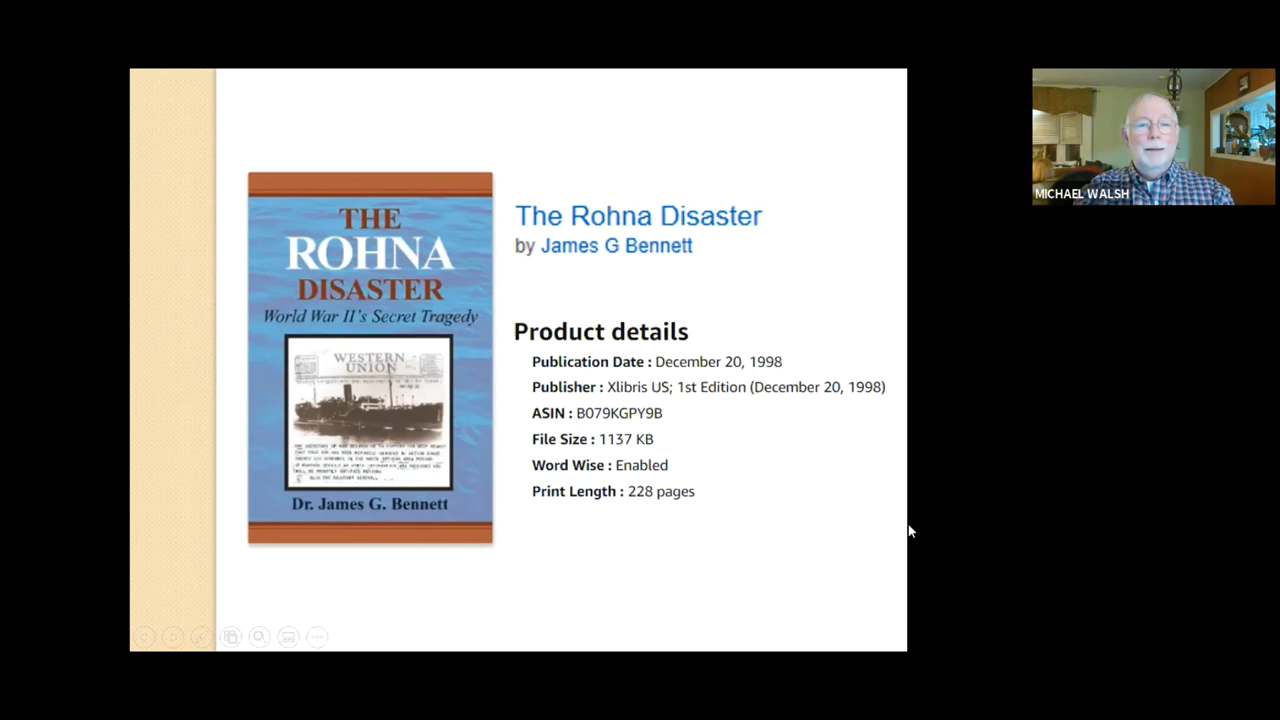 THE
ROHNA
DISASTER
World War II's Secret Tragedy
WESTERN
UNION
Dr. James G. Bennett
The Rohna Disaster
by James G Bennett
Product details
Publication Date : December 20, 1998
Publisher : Xlibris US; 1st Edition (December 20, 1998)
ASIN : B079KGPY9B
File Size : 1137 KB
Word Wise : Enabled
Print Length : 228 pages
MICHAEL WALSH